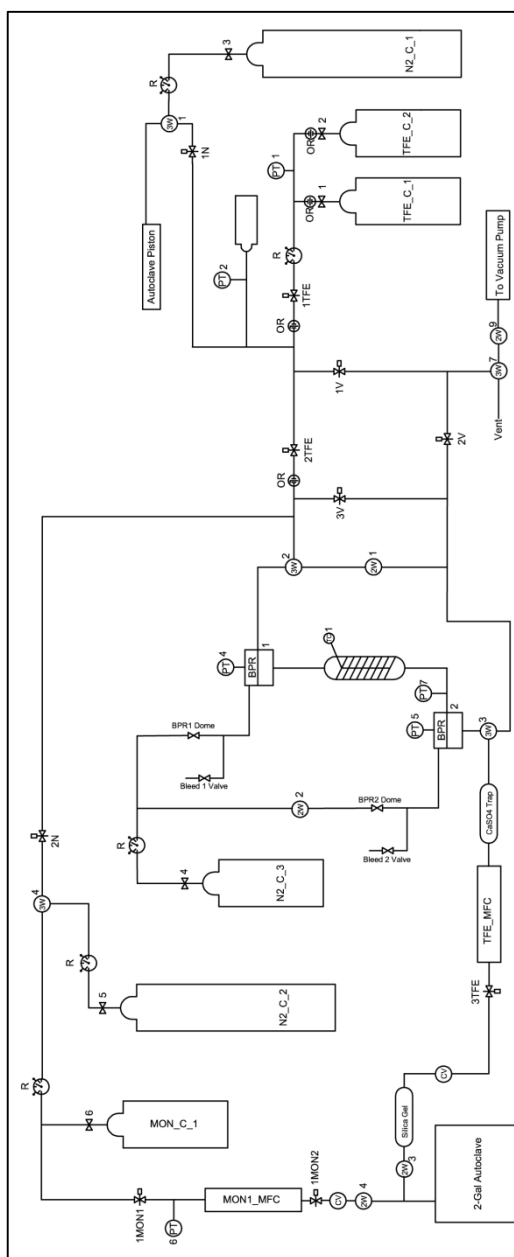 3
R
N2_C_1
3W
1
1N
Autoclave Piston
PT 2
PT 1
OR
2
TFE_C_2
OR
1
TFE_C_1
R
1TFE
OR
To Vacuum Pump
2W 9
3W 7
Vent
1V
2V
2TFE
OR
3V
3W 2
2W 1
PT 4
BPR
1
TC 1
PT 7
PT 5
BPR
2
3W 3
BPR1 Dome
Bleed 1 Valve
2W 2
BPR2 Dome
Bleed 2 Valve
R
4
N2_C_3
CaSO4 Trap
TFE_MFC
3TFE
2N
3W 4
R
5
N2_C_2
R
6
MON_C_1
CV
Silica Gel
2W 3
1MON1
6 PT
MON1_MFC
1MON2
CV
2W 4
2-Gal Autoclave